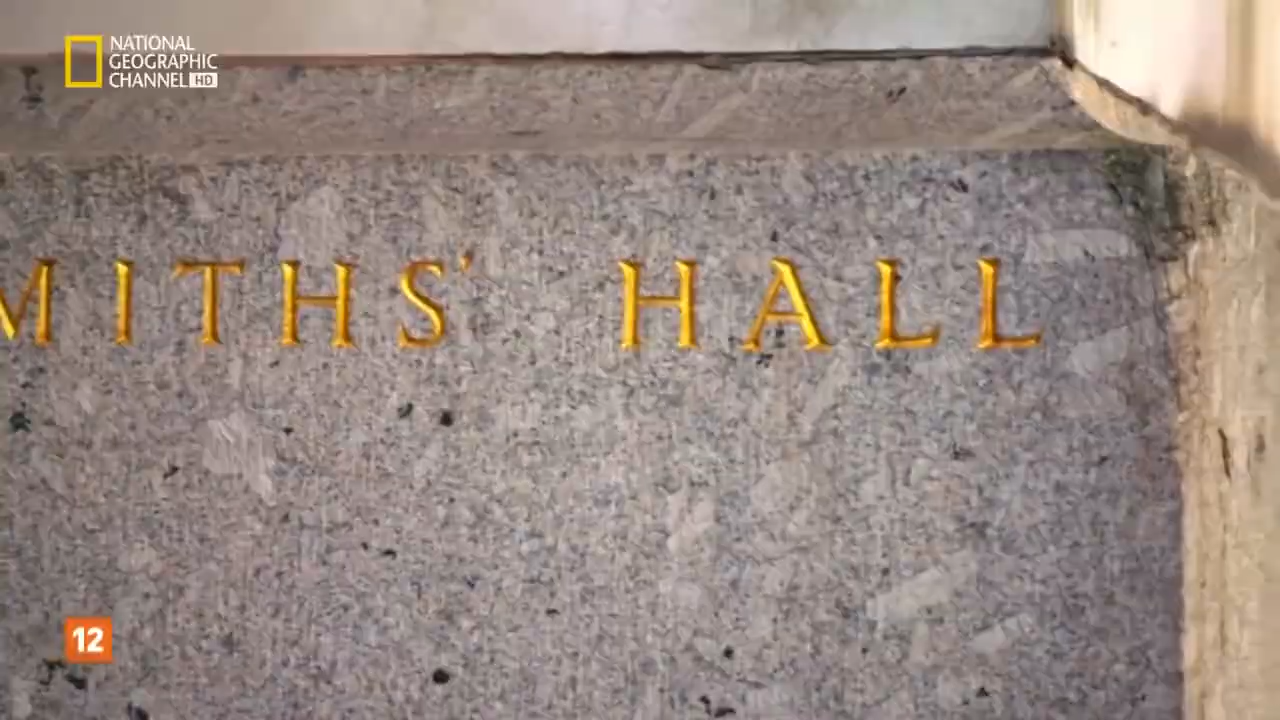 NATIONAL
GEOGRAPHIC
CHANNEL HD
MITHS' HALL
12